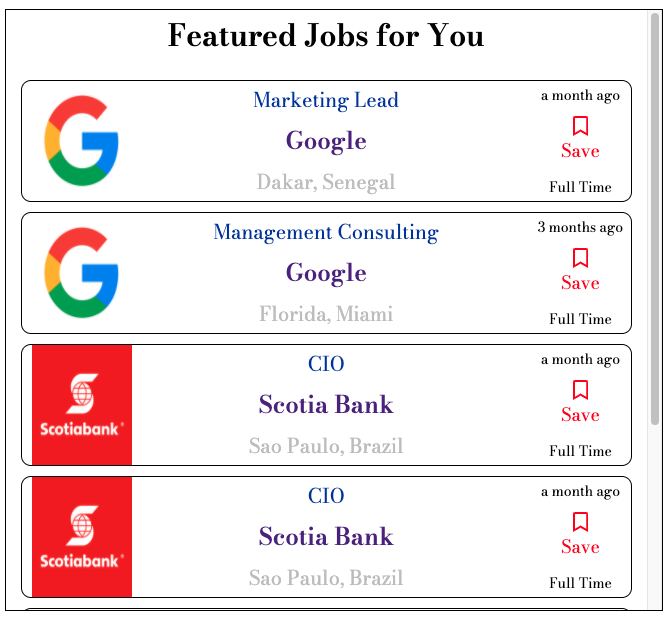 Featured Jobs for You
Marketing Lead
Google
Dakar, Senegal
a month ago
Save
Full Time
Management Consulting
Google
Florida, Miami
3 months ago
Save
Full Time
Scotiabank
CIO
Scotia Bank
Sao Paulo, Brazil
a month ago
Save
Full Time
Scotiabank
CIO
Scotia Bank
Sao Paulo, Brazil
a month ago
Save
Full Time